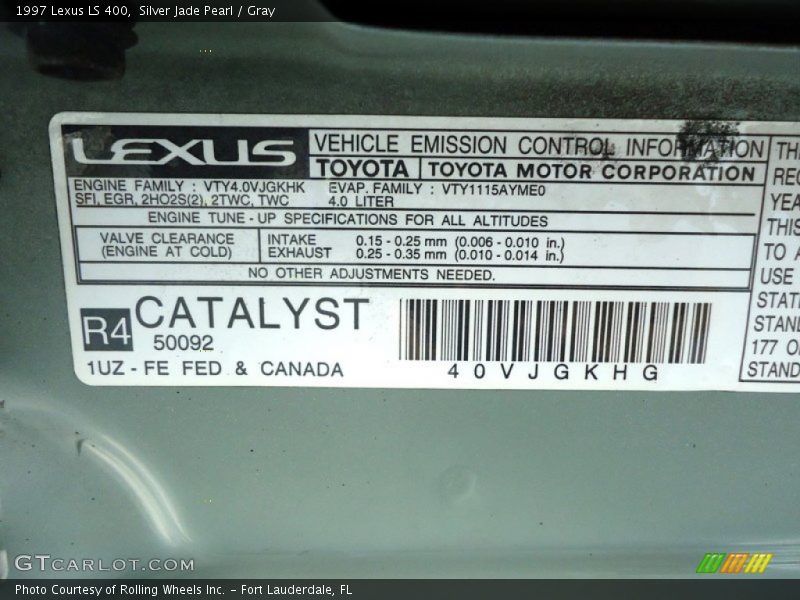 1997 Lexus LS 400, Silver Jade Pearl / Gray
LEXUS
VEHICLE EMISSION CONTROL INFORMATION
TOYOTA TOYOTA MOTOR CORPORATION
ENGINE FAMILY : VTY4.0VJGKHK EVAP. FAMILY : VTY1115AYME0
SFI, EGR, 2HO2S(2), 2TWC, TWC 4.0 LITER
ENGINE TUNE - UP SPECIFICATIONS FOR ALL ALTITUDES
VALVE CLEARANCE
(ENGINE AT COLD)
INTAKE 0.15 - 0.25 mm (0.006 - 0.010 in.)
EXHAUST 0.25 - 0.35 mm (0.010 - 0.014 in.)
NO OTHER ADJUSTMENTS NEEDED.
R4 CATALYST
50092
1UZ - FE FED & CANADA
40VJGKHG
THIS
TO
USE
177
GTCARLOT.COM
Photo Courtesy of Rolling Wheels Inc. – Fort Lauderdale, FL